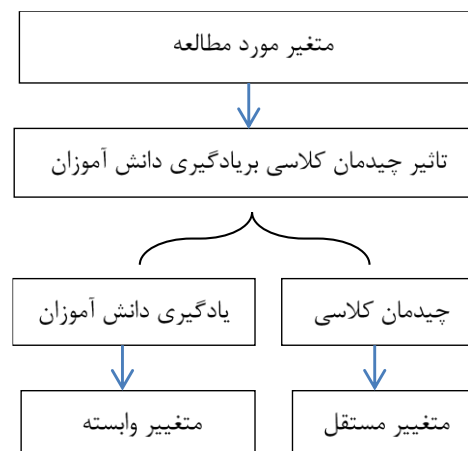 متغیر مورد مطالعه
تاثیر چیدمان کلاسی بریادگیری دانش آموزان
چیدمان کلاسی
یادگیری دانش آموزان
متغییر مستقل
متغییر وابسته